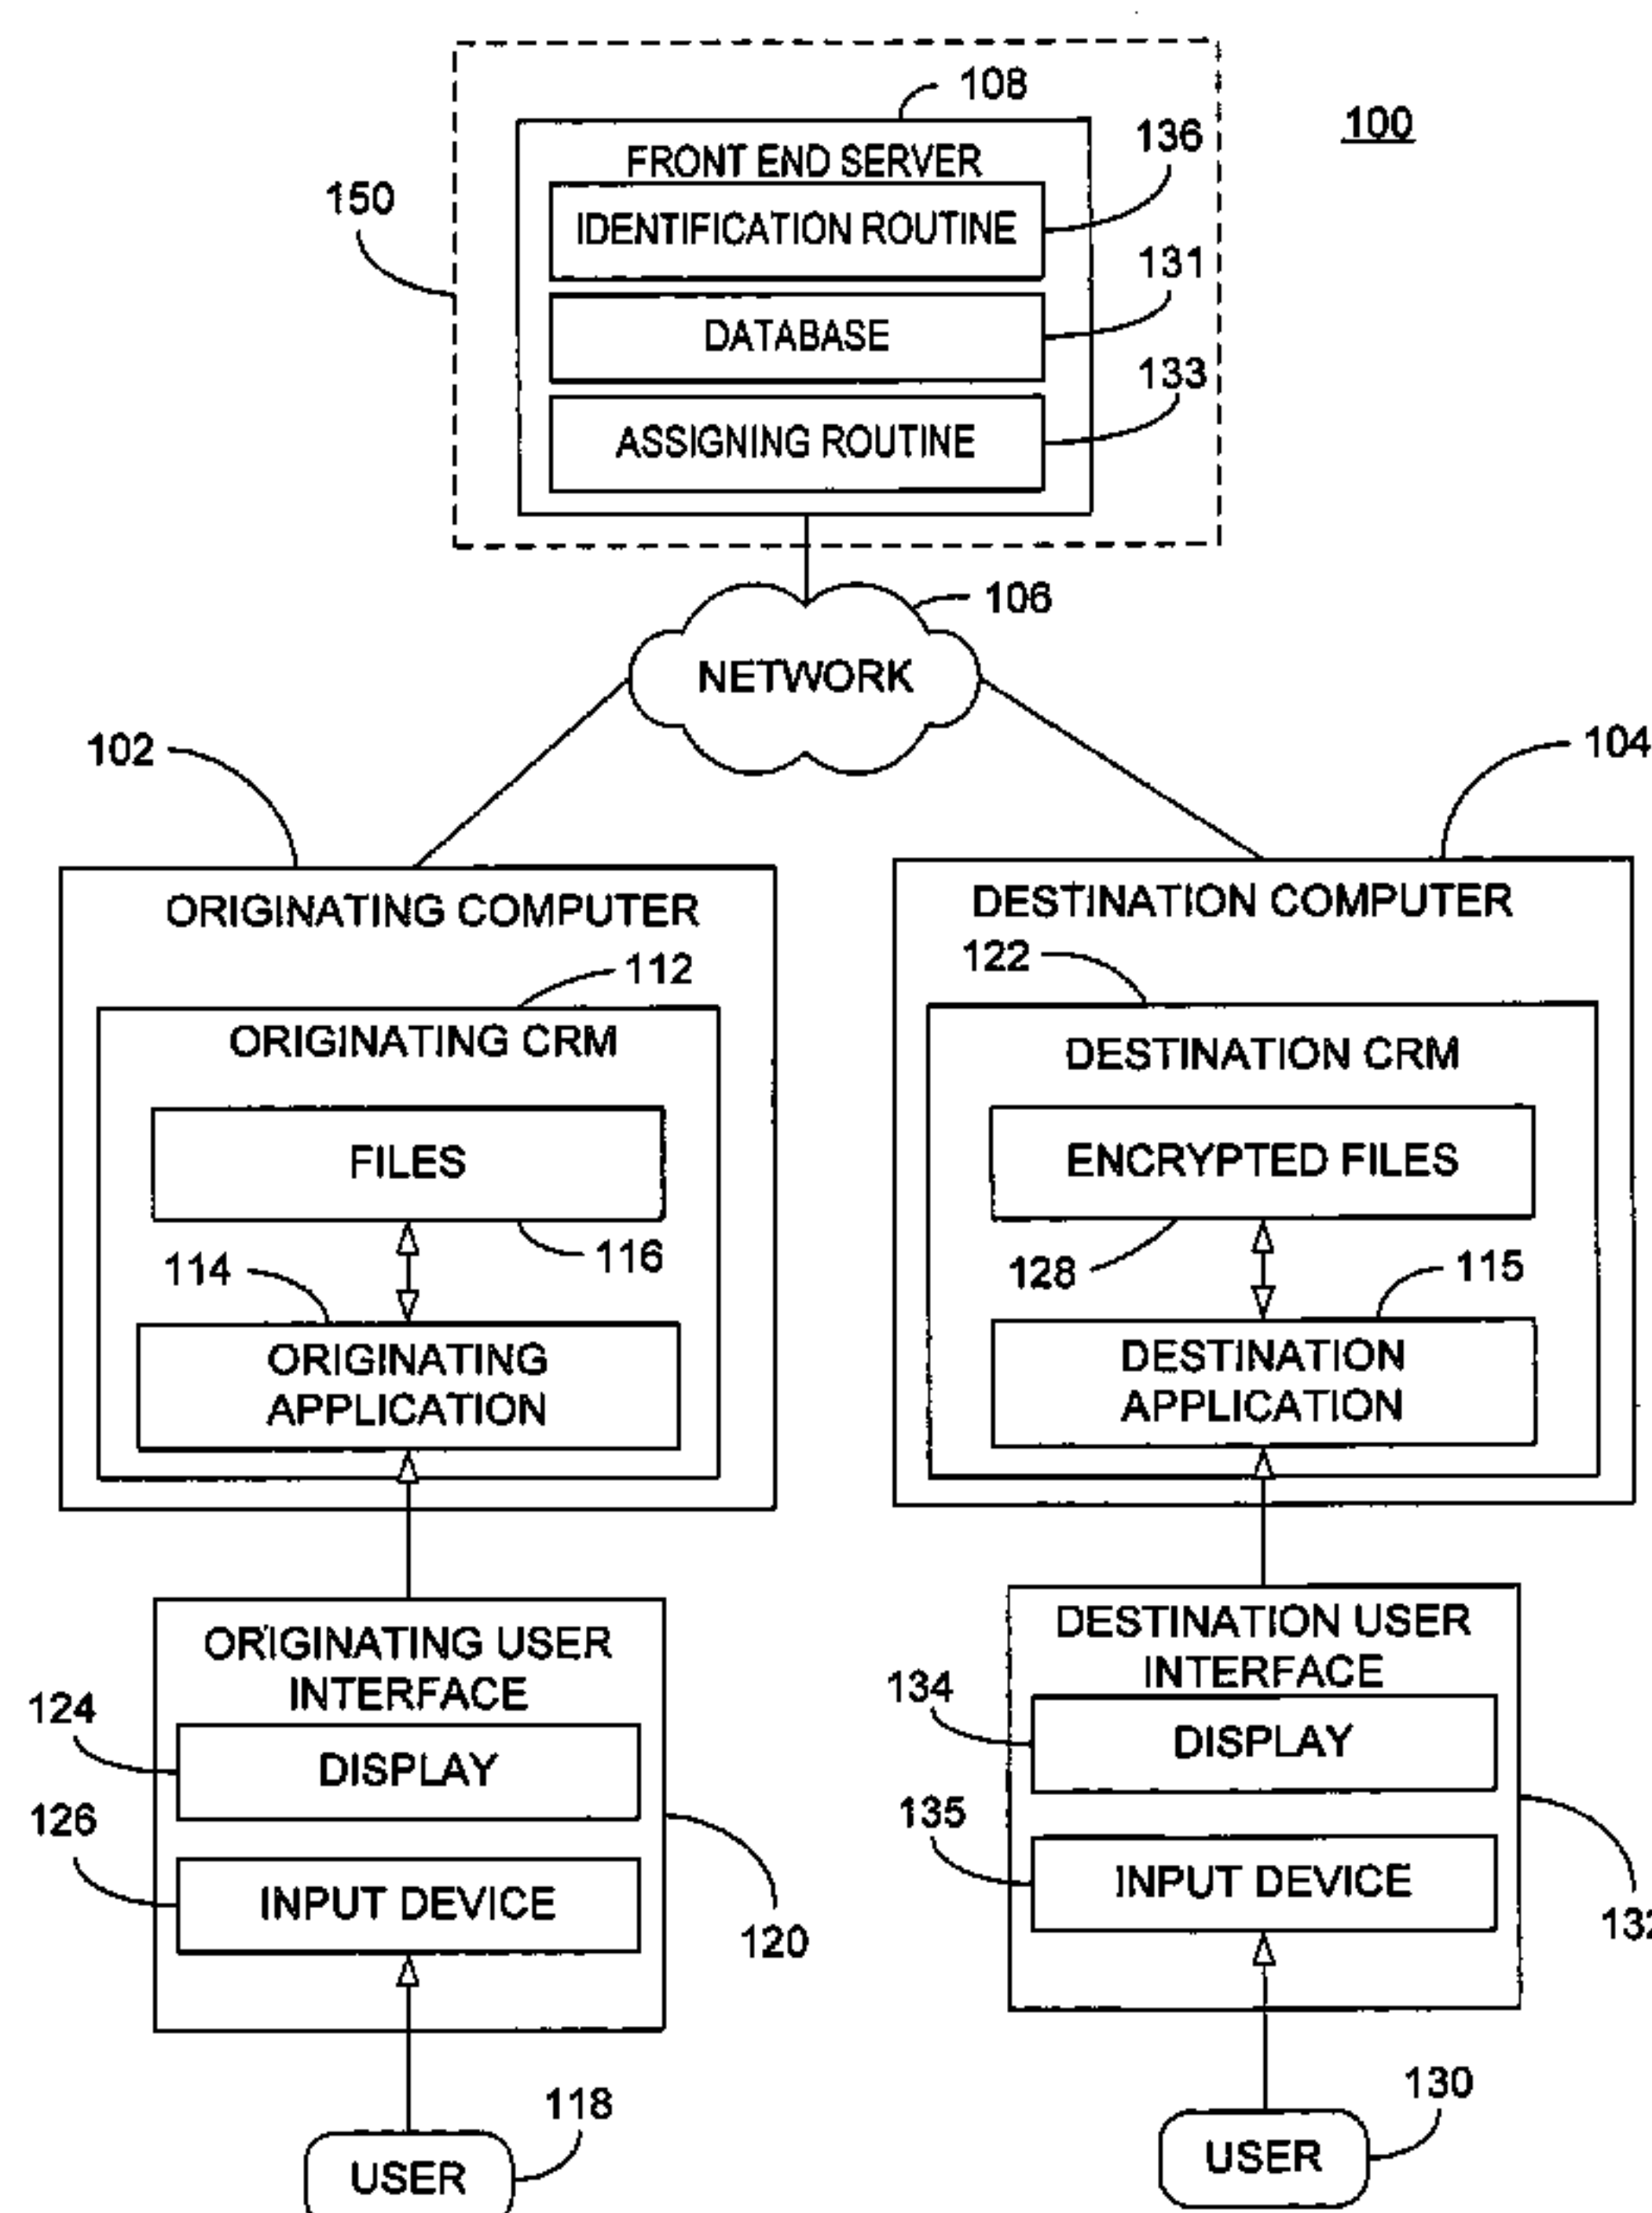 108
100
FRONT END SERVER
136
150
IDENTIFICATION ROUTINE
131
DATABASE
133
ASSIGNING ROUTINE
106
NETWORK
102
104
ORIGINATING COMPUTER
112
ORIGINATING CRM
FILES
116
114
ORIGINATING
APPLICATION
DESTINATION COMPUTER
122
DESTINATION CRM
ENCRYPTED FILES
128
115
DESTINATION
APPLICATION
ORIGINATING USER
INTERFACE
124
DISPLAY
126
INPUT DEVICE
120
118
USER
DESTINATION USER
INTERFACE
134
DISPLAY
135
INPUT DEVICE
132
130
USER